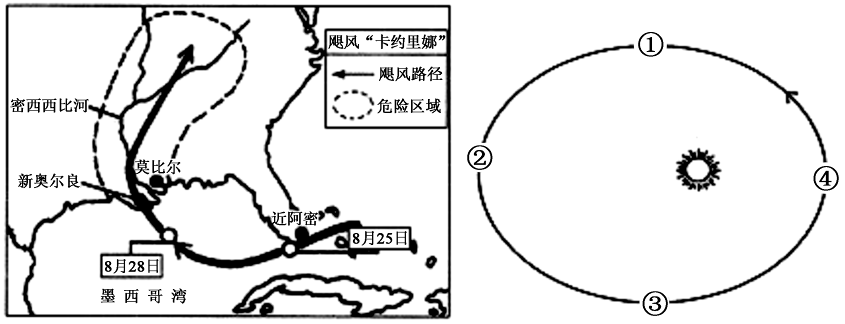 飓风“卡约里娜”
飓风路径
危险区域
密西西比河
莫比尔
新奥尔良
近阿密
8月25日
8月28日
墨西哥湾
①
②
④
③